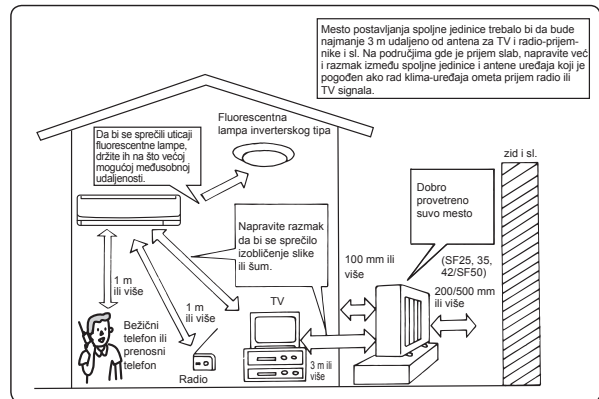 Mesto postavljanja spoljne jedinice trebalo bi da bude
najmanje 3 m udaljeno od antena za TV i radio-prijem-
nike i sl. Na područjima gde je prijem slab, napravite već
i razmak između spoljne jedinice i antene uređaja koji je
pogođen ako rad klima-uređaja ometa prijem radio ili
TV signala.
Fluorescentna
lampa inverterskog tipa
Da bi se sprečili uticaji
fluorescentne lampe,
držite ih na što većoj
mogućoj međusobnoj
udaljenosti.
zid i sl.
Dobro
provetreno
suvo mesto
Napravite razmak
da bi se sprečilo
izobličenje slike
ili šum.
100 mm ili
više
(SF25, 35,
42/SF50)
200/500 mm
ili više
1 m
ili više
1 m
ili više
TV
Bežični
telefon ili
prenosni
telefon
Radio
3 m ili
više